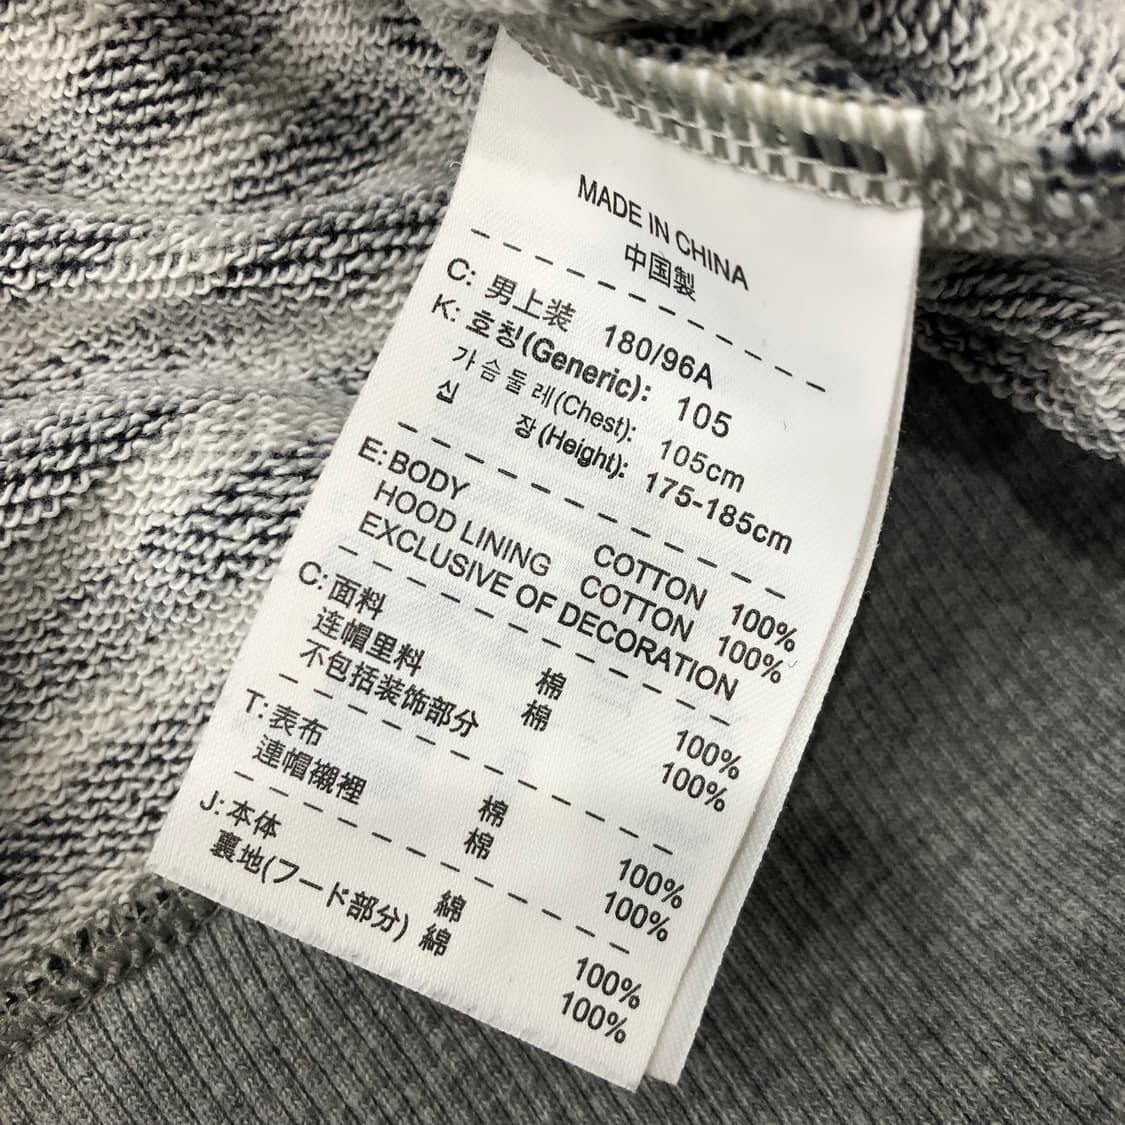 MADE IN CHINA
中国製
C: 男上装 180/96A
K: 호칭(Generic): 105
가슴둘레(Chest): 105cm
신 장(Height): 175-185cm
E: BODY COTTON 100%
HOOD LINING COTTON 100%
EXCLUSIVE OF DECORATION
C: 面料 棉 100%
连帽里料 棉 100%
不包括装饰部分
T: 表布 棉 100%
連帽襯裡 棉 100%
J: 本体 綿 100%
裏地(フード部分) 綿 100%